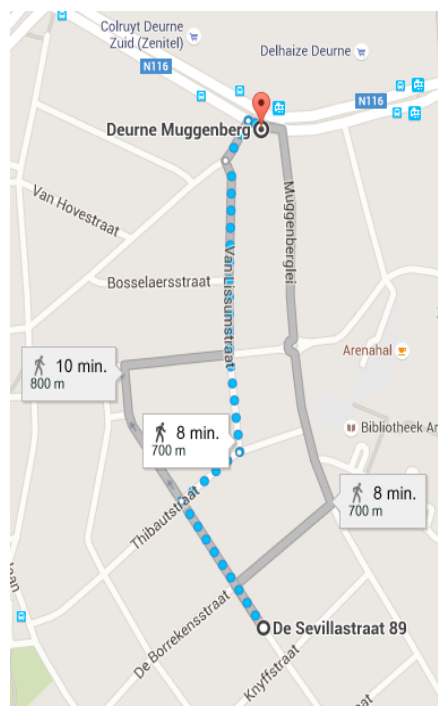 Colruyt Deurne
Zuid (Zenitel)
Delhaize Deurne
N116
N116
Deurne Muggenberg
Van Hovestraat
Muggenberglei
Bosselaersstraat
Van Lissumstraat
Arenahal
10 min.
800 m
8 min.
700 m
Bibliotheek Ar
8 min.
700 m
Thibautstraat
De Borrekensstraat
De Sevillastraat 89
Knyffstraat